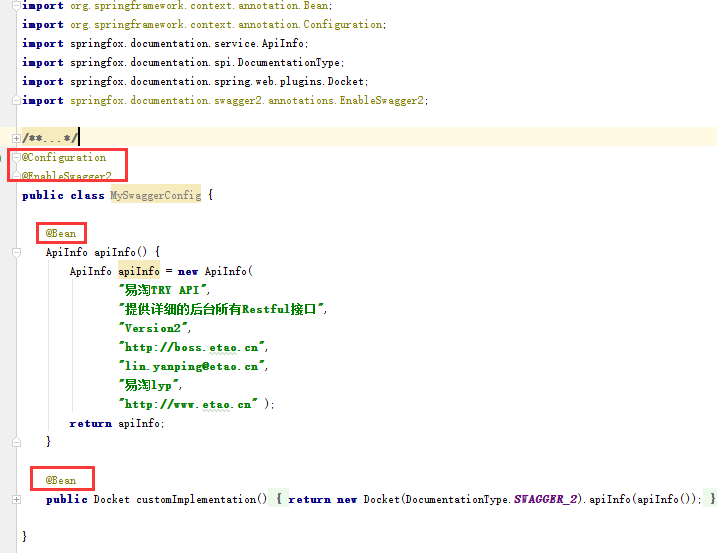 import org.springframework.context.annotation.Bean;
import org.springframework.context.annotation.Configuration;
import springfox.documentation.service.ApiInfo;
import springfox.documentation.spi.DocumentationType;
import springfox.documentation.spring.web.plugins.Docket;
import springfox.documentation.swagger2.annotations.EnableSwagger2;
/**...*/
@Configuration
@EnableSwagger2
public class MySwaggerConfig {
@Bean
ApiInfo apiInfo() {
ApiInfo apiInfo = new ApiInfo(
"易淘TRY API",
"提供详细的后台所有Restful接口",
"Version2",
"http://boss.etao.cn",
"lin.yanping@etao.cn",
"易淘lyp",
"http://www.etao.cn" );
return apiInfo;
}
@Bean
public Docket customImplementation() { return new Docket(DocumentationType.SWAGGER_2).apiInfo(apiInfo()); }
}